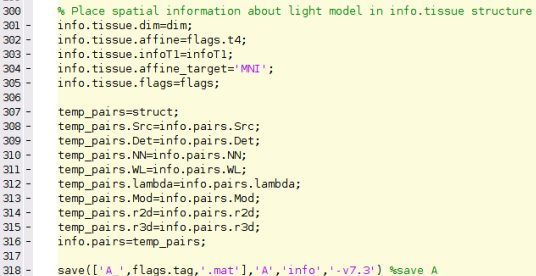 300 % Place spatial information about light model in info.tissue structure
301 - info.tissue.dim=dim;
302 - info.tissue.affine=flags.t4;
303 - info.tissue.infoT1=infoT1;
304 - info.tissue.affine_target='MNI';
305 - info.tissue.flags=flags;
306
307 - temp_pairs=struct;
308 - temp_pairs.Src=info.pairs.Src;
309 - temp_pairs.Det=info.pairs.Det;
310 - temp_pairs.NN=info.pairs.NN;
311 - temp_pairs.WL=info.pairs.WL;
312 - temp_pairs.lambda=info.pairs.lambda;
313 - temp_pairs.Mod=info.pairs.Mod;
314 - temp_pairs.r2d=info.pairs.r2d;
315 - temp_pairs.r3d=info.pairs.r3d;
316 - info.pairs=temp_pairs;
317
318 - save(['A_',flags.tag,'.mat'],'A','info','-v7.3') %save A